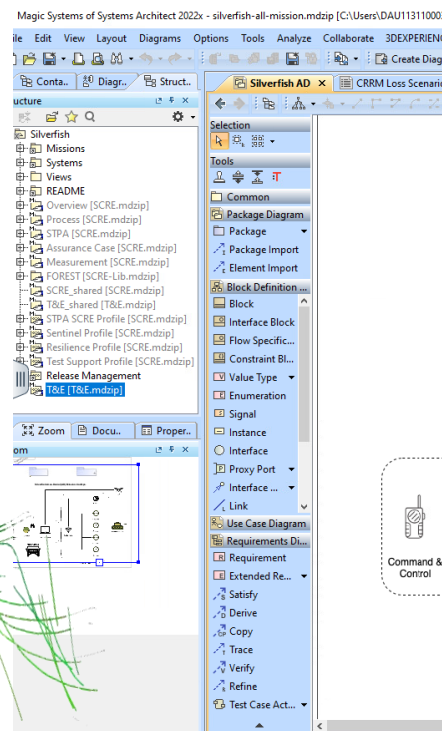 Magic Systems of Systems Architect 2022x - silverfish-all-mission.mdzip [C:\Users\DAU11311000
ile Edit View Layout Diagrams Options Tools Analyze Collaborate 3DEXPERIENC
Create Diag
Conta.. Diagr.. Struct..
Silverfish AD × CRRM Loss Scenari
ucture
Silverfish
Missions
Systems
Views
README
Overview [SCRE.mdzip]
Process [SCRE.mdzip]
STPA [SCRE.mdzip]
Assurance Case [SCRE.mdzip]
Measurement [SCRE.mdzip]
FOREST [SCRE-Lib.mdzip]
SCRE_shared [SCRE.mdzip]
T&E_shared [T&E.mdzip]
STPA SCRE Profile [SCRE.mdzip]
Sentinel Profile [SCRE.mdzip]
Resilience Profile [SCRE.mdzip]
Test Support Profile [SCRE.mdzip]
Release Management
T&E [T&E.mdzip]
Zoom Docu.. Proper..
om
Selection
Tools
Common
Package Diagram
Package
Package Import
Element Import
Block Definition ...
Block
Interface Block
Flow Specific...
Constraint Bl...
Value Type
Enumeration
Signal
Instance
Interface
Proxy Port
Interface ...
Link
Use Case Diagram
Requirements Di...
Requirement
Extended Re...
Satisfy
Derive
Copy
Trace
Verify
Refine
Test Case Act...
Command &
Control